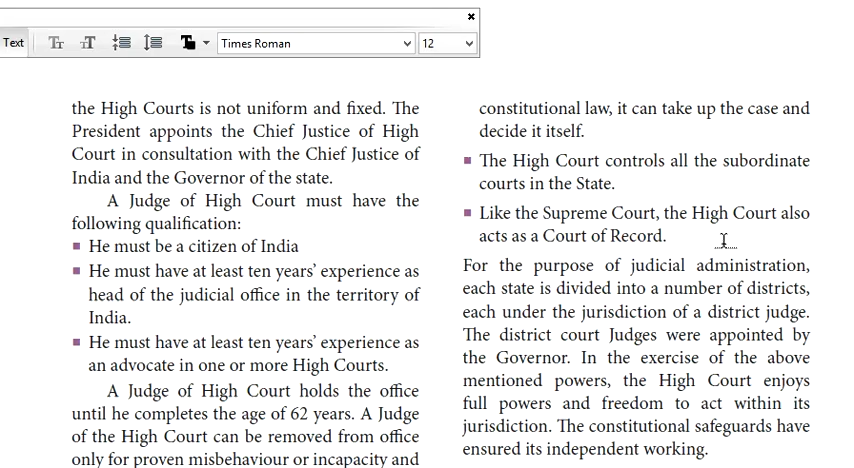 Text
Times Roman
12
the High Courts is not uniform and fixed. The
President appoints the Chief Justice of High
Court in consultation with the Chief Justice of
India and the Governor of the state.
A Judge of High Court must have the
following qualification:
He must be a citizen of India
He must have at least ten years’ experience as
head of the judicial office in the territory of
India.
He must have at least ten years’ experience as
an advocate in one or more High Courts.
A Judge of High Court holds the office
until he completes the age of 62 years. A Judge
of the High Court can be removed from office
only for proven misbehaviour or incapacity and
constitutional law, it can take up the case and
decide it itself.
The High Court controls all the subordinate
courts in the State.
Like the Supreme Court, the High Court also
acts as a Court of Record.
For the purpose of judicial administration,
each state is divided into a number of districts,
each under the jurisdiction of a district judge.
The district court Judges were appointed by
the Governor. In the exercise of the above
mentioned powers, the High Court enjoys
full powers and freedom to act within its
jurisdiction. The constitutional safeguards have
ensured its independent working.